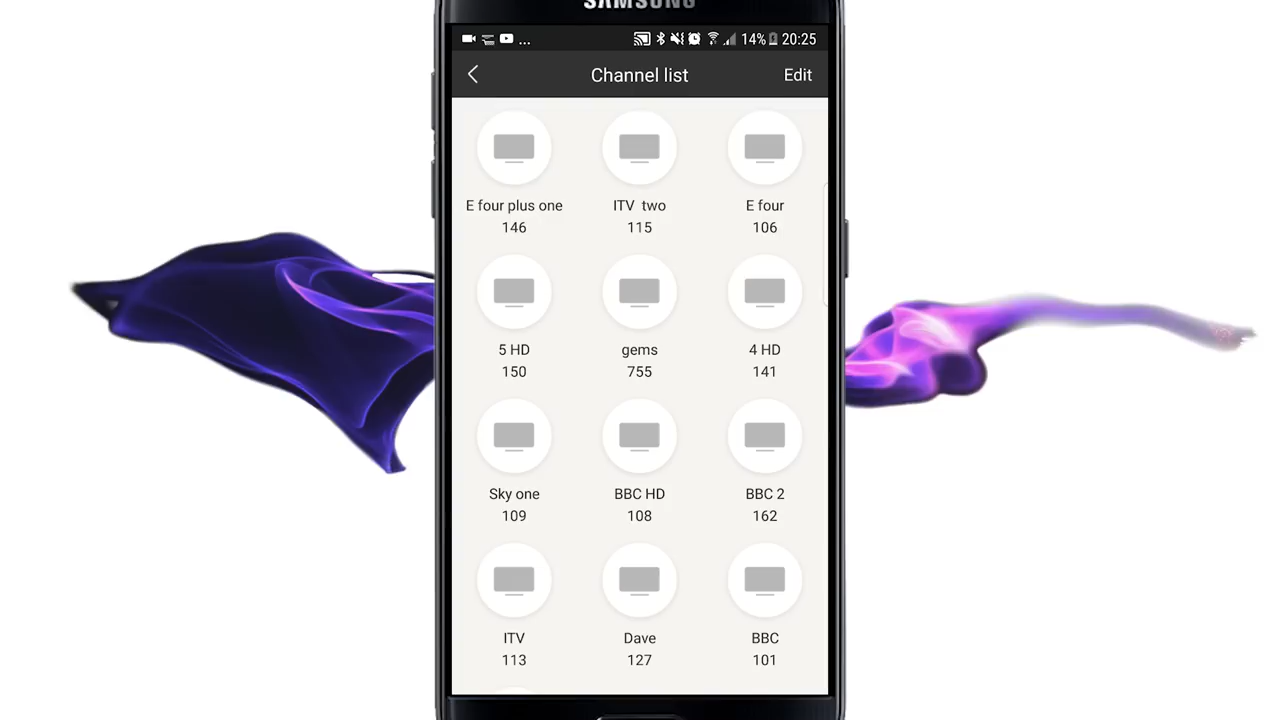 SAMSUNG
... 14% 20:25
Channel list Edit
E four plus one ITV two E four
146 115 106
5 HD gems 4 HD
150 755 141
Sky one BBC HD BBC 2
109 108 162
ITV Dave BBC
113 127 101